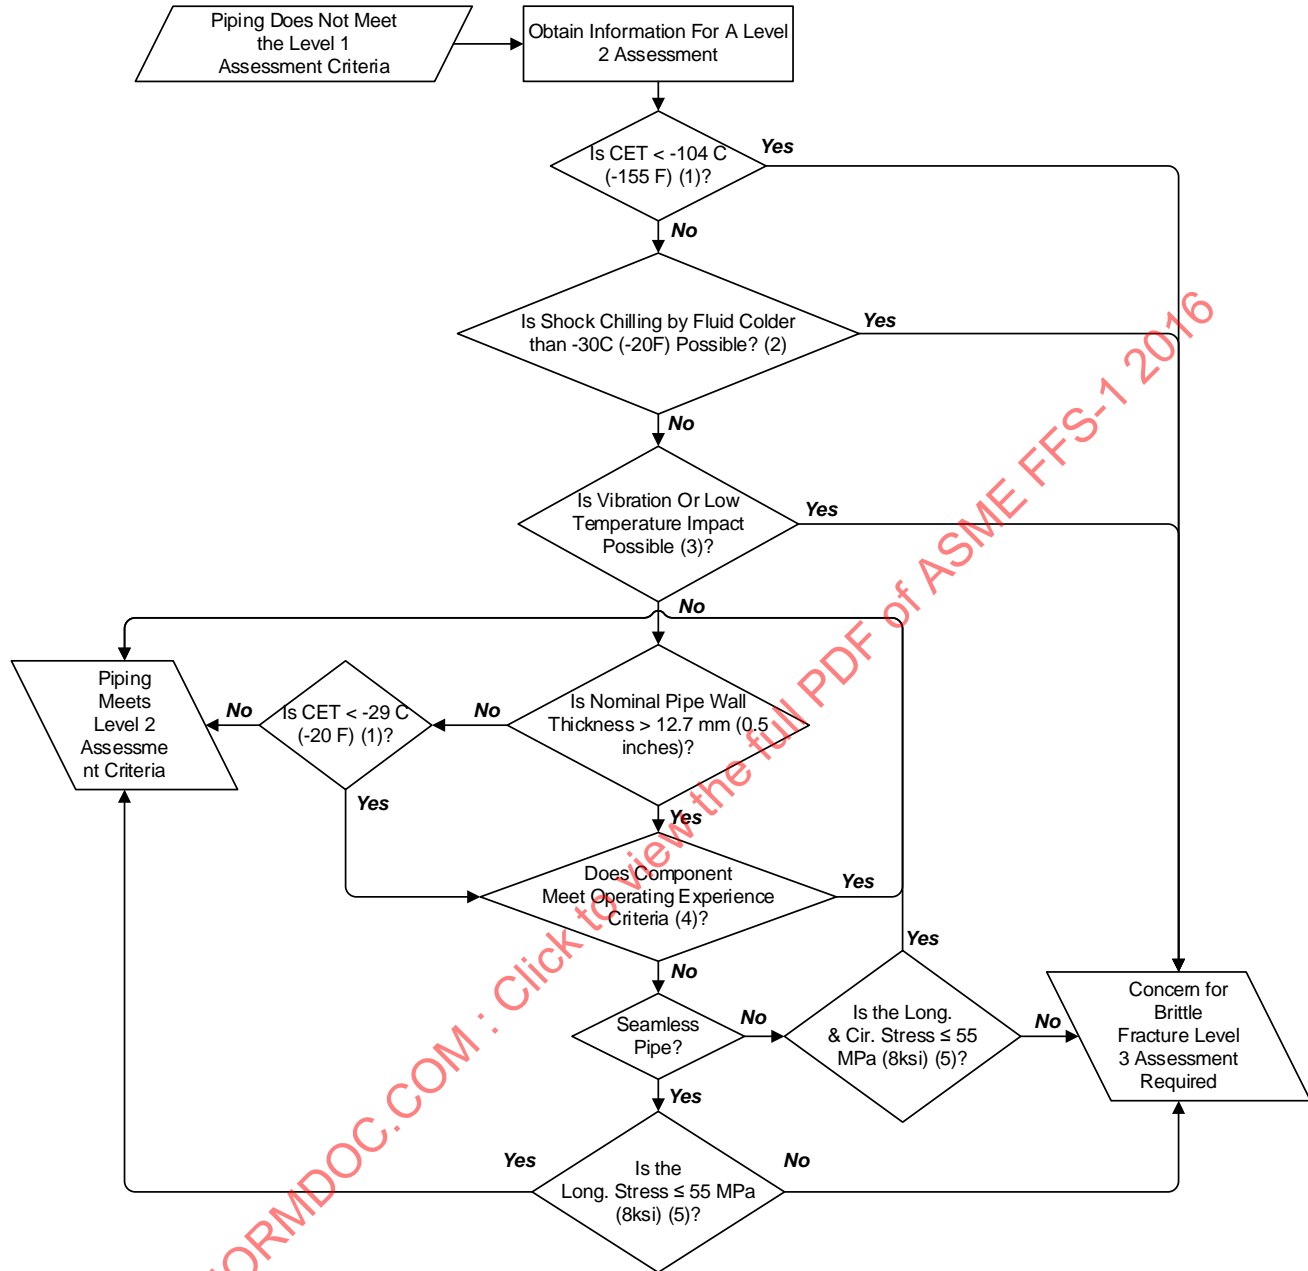 Piping Does Not Meet
the Level 1
Assessment Criteria
Obtain Information For A Level
2 Assessment
Is CET < -104 C
(-155 F) (1)?
Yes
No
Is Shock Chilling by Fluid Colder
than -30C (-20F) Possible? (2)
Yes
No
Is Vibration Or Low
Temperature Impact
Possible (3)?
Yes
No
Piping
Meets
Level 2
Assessme
nt Criteria
No
Is CET < -29 C
(-20 F) (1)?
No
Is Nominal Pipe Wall
Thickness > 12.7 mm (0.5
inches)?
Yes
Yes
Does Component
Meet Operating Experience
Criteria (4)?
Yes
No
Seamless
Pipe?
No
Yes
Is the Long.
& Cir. Stress ≤ 55
MPa (8ksi) (5)?
Yes
No
Concern for
Brittle
Fracture Level
3 Assessment
Required
Is the
Long. Stress ≤ 55 MPa
(8ksi) (5)?
Yes
No
ORMDOC.COM : Click to view the full PDF of ASME FFS-1 2016